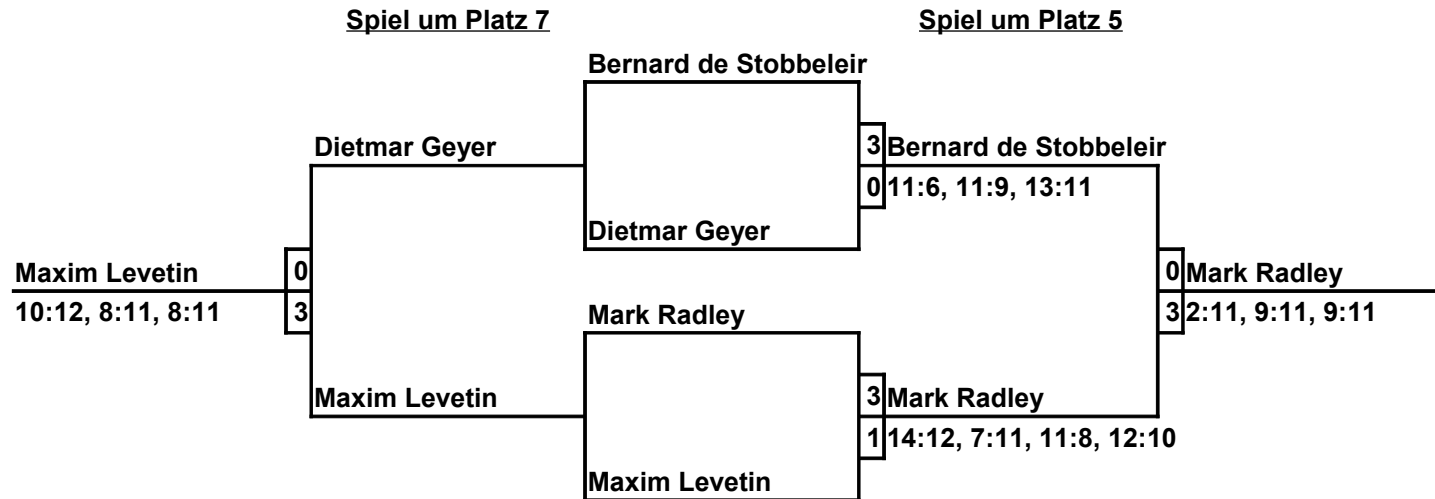 Spiel um Platz 7
Spiel um Platz 5
Bernard de Stobbeleir
Dietmar Geyer
3 Bernard de Stobbeleir
0 11:6, 11:9, 13:11
Dietmar Geyer
Maxim Levetin 0
10:12, 8:11, 8:11 3
0 Mark Radley
3 2:11, 9:11, 9:11
Mark Radley
Maxim Levetin
3 Mark Radley
1 14:12, 7:11, 11:8, 12:10
Maxim Levetin